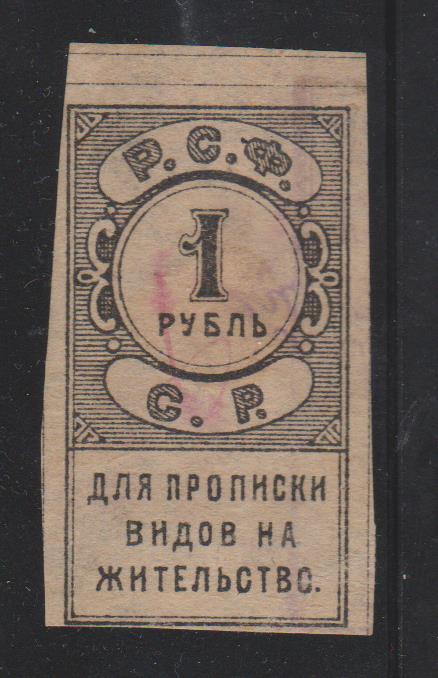 Р. С. Ф.
1
РУБЛЬ
С. Р.
ДЛЯ ПРОПИСКИ
ВИДОВ НА
ЖИТЕЛЬСТВО.